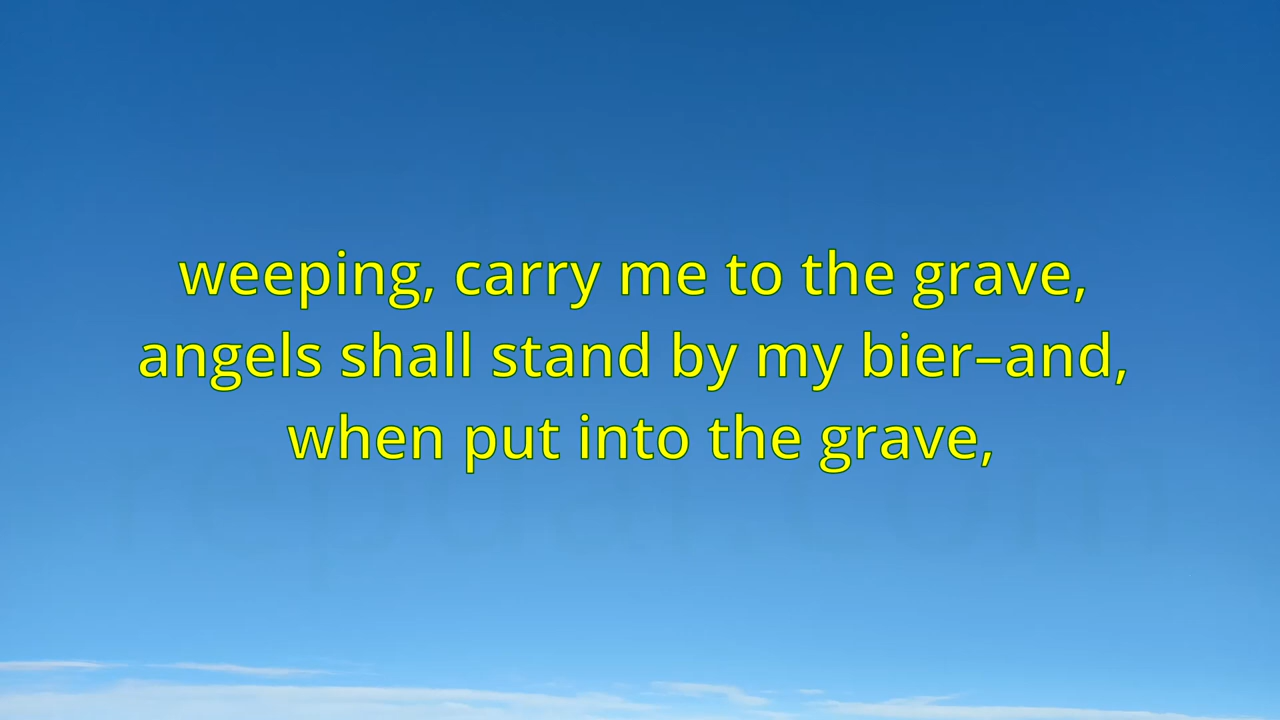 weeping, carry me to the grave,
angels shall stand by my bier–and,
when put into the grave,